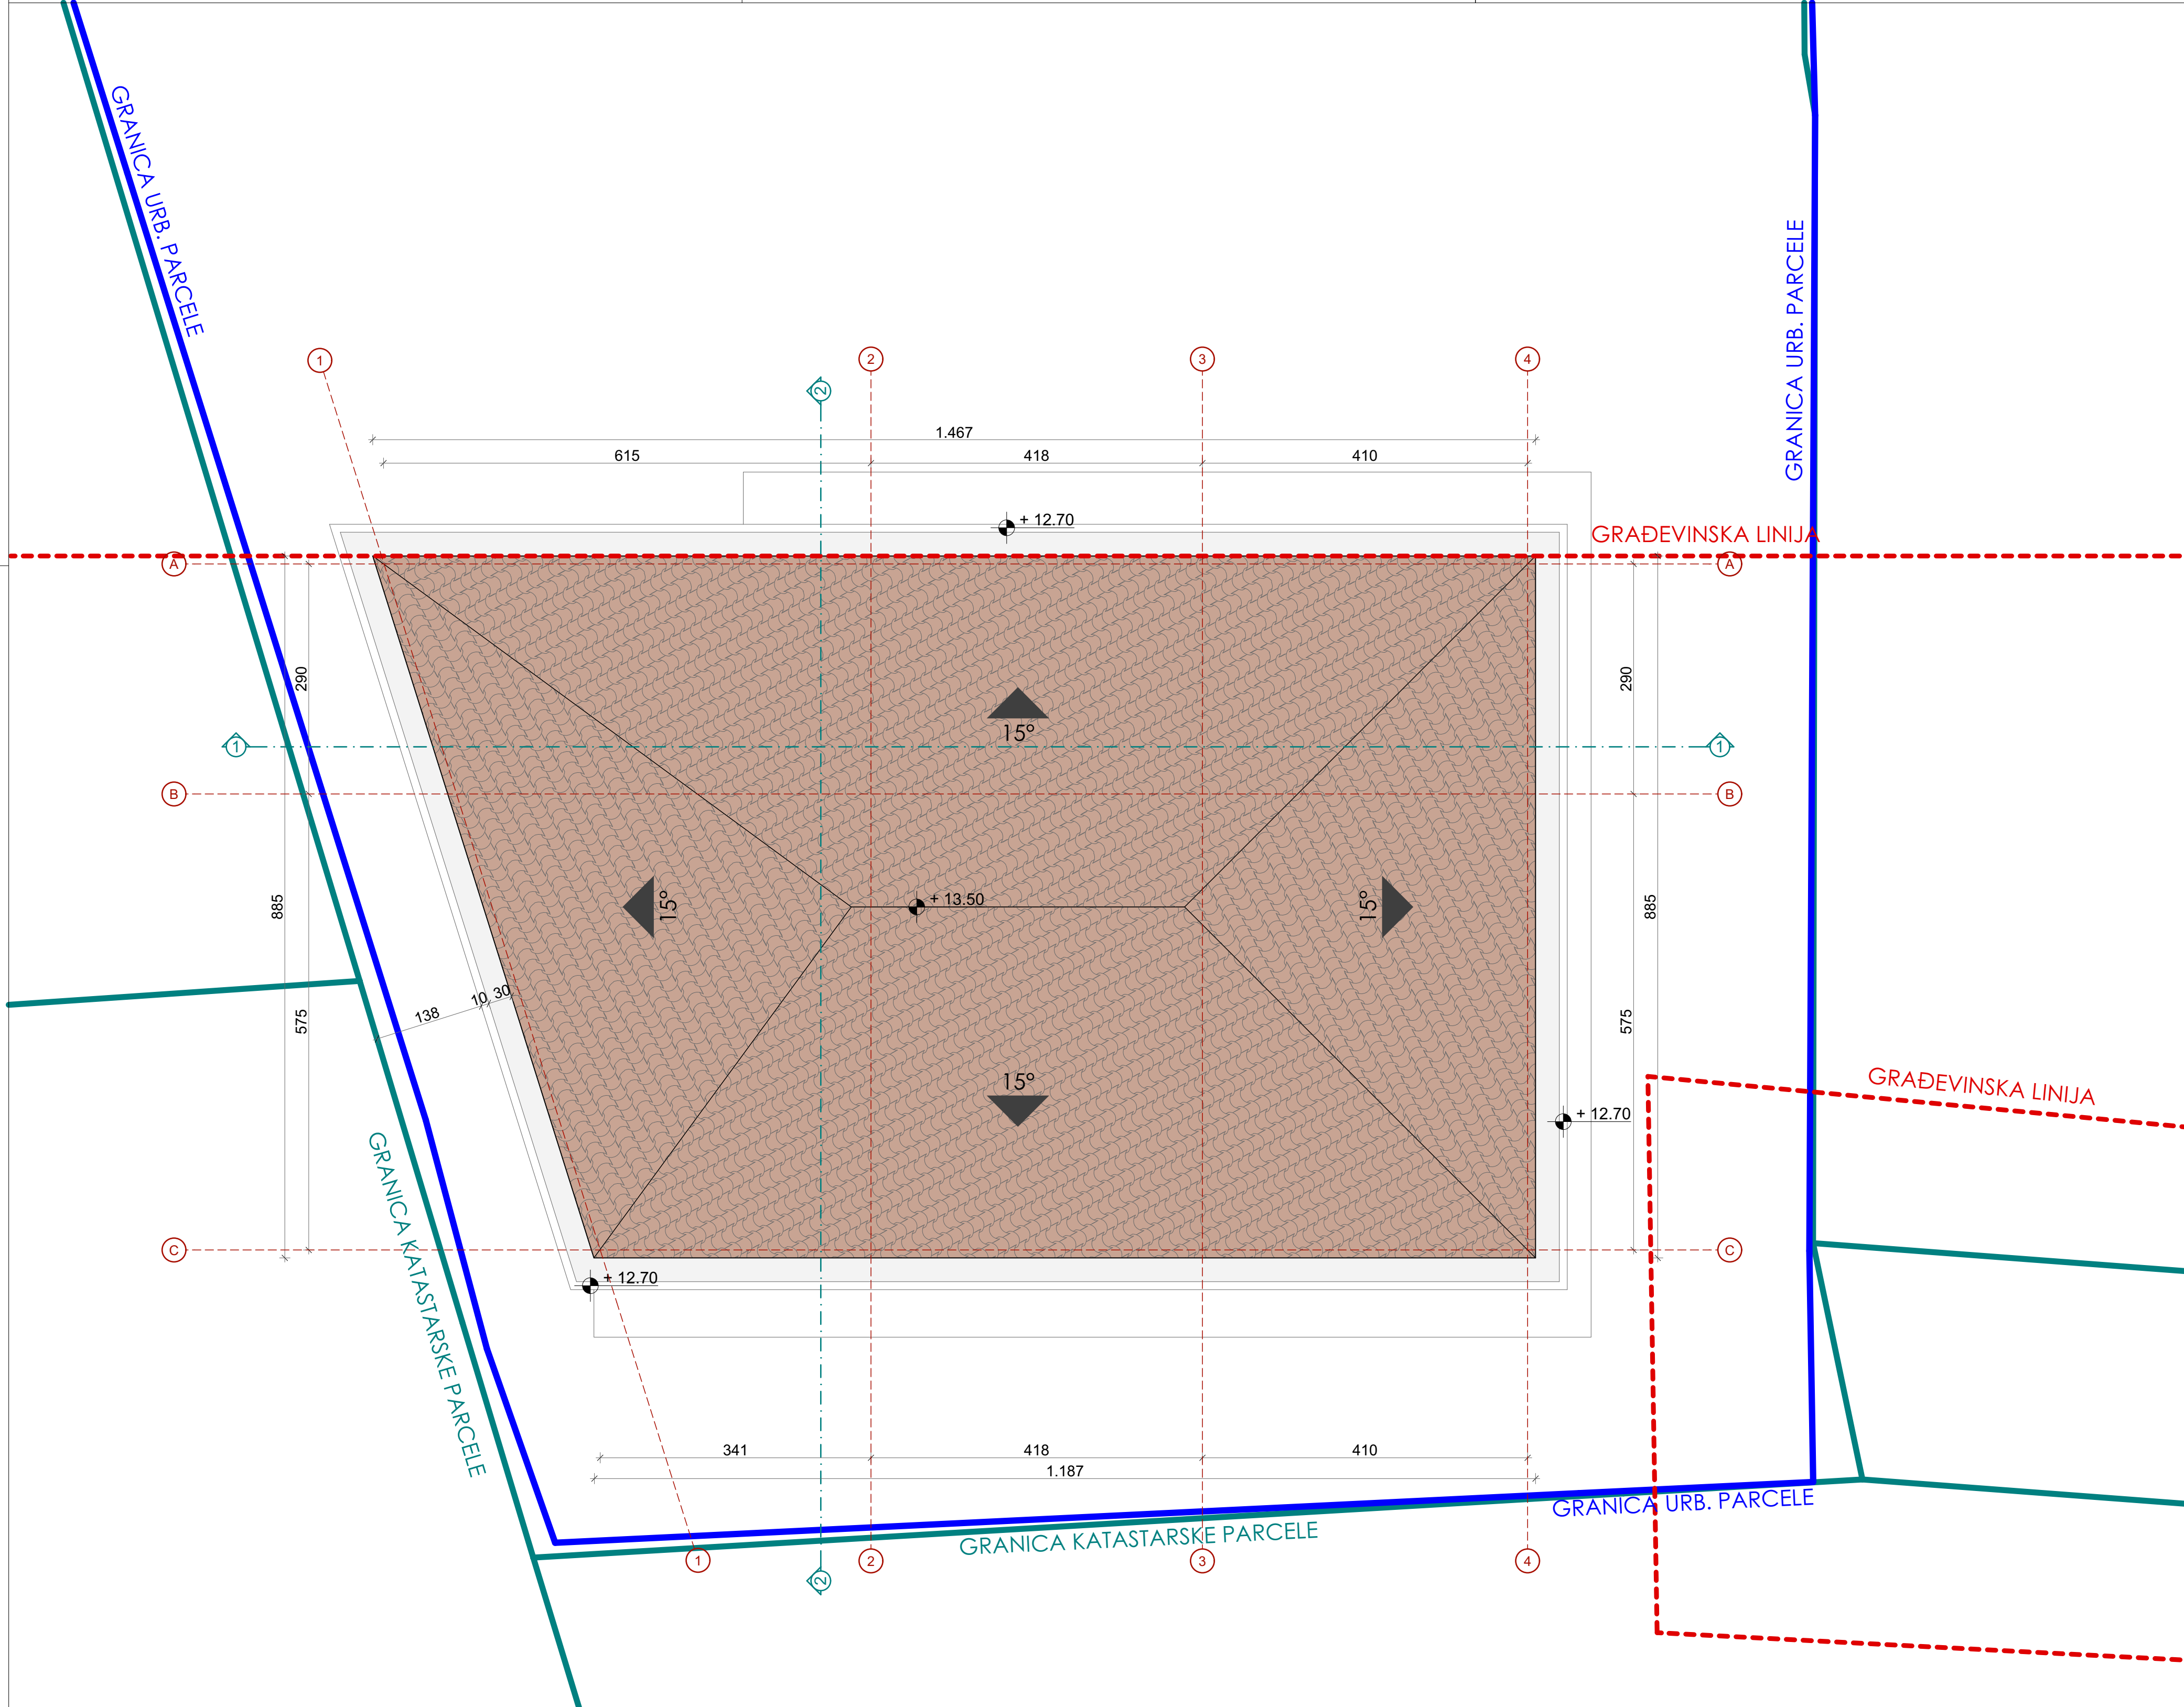 GRANICA URB. PARCELE
GRANICA URB. PARCELE
1
2
3
4
2
1.467
615
418
410
+ 12.70
GRAĐEVINSKA LINIJA
A
A
290
290
15°
1
1
B
B
885
15°
+ 13.50
15°
885
138
10
30
575
575
15°
GRAĐEVINSKA LINIJA
+ 12.70
GRANICA KATASTARSKE PARCELE
C
C
+ 12.70
341
418
410
1.187
GRANICA URB. PARCELE
GRANICA KATASTARSKE PARCELE
1
2
3
4
2